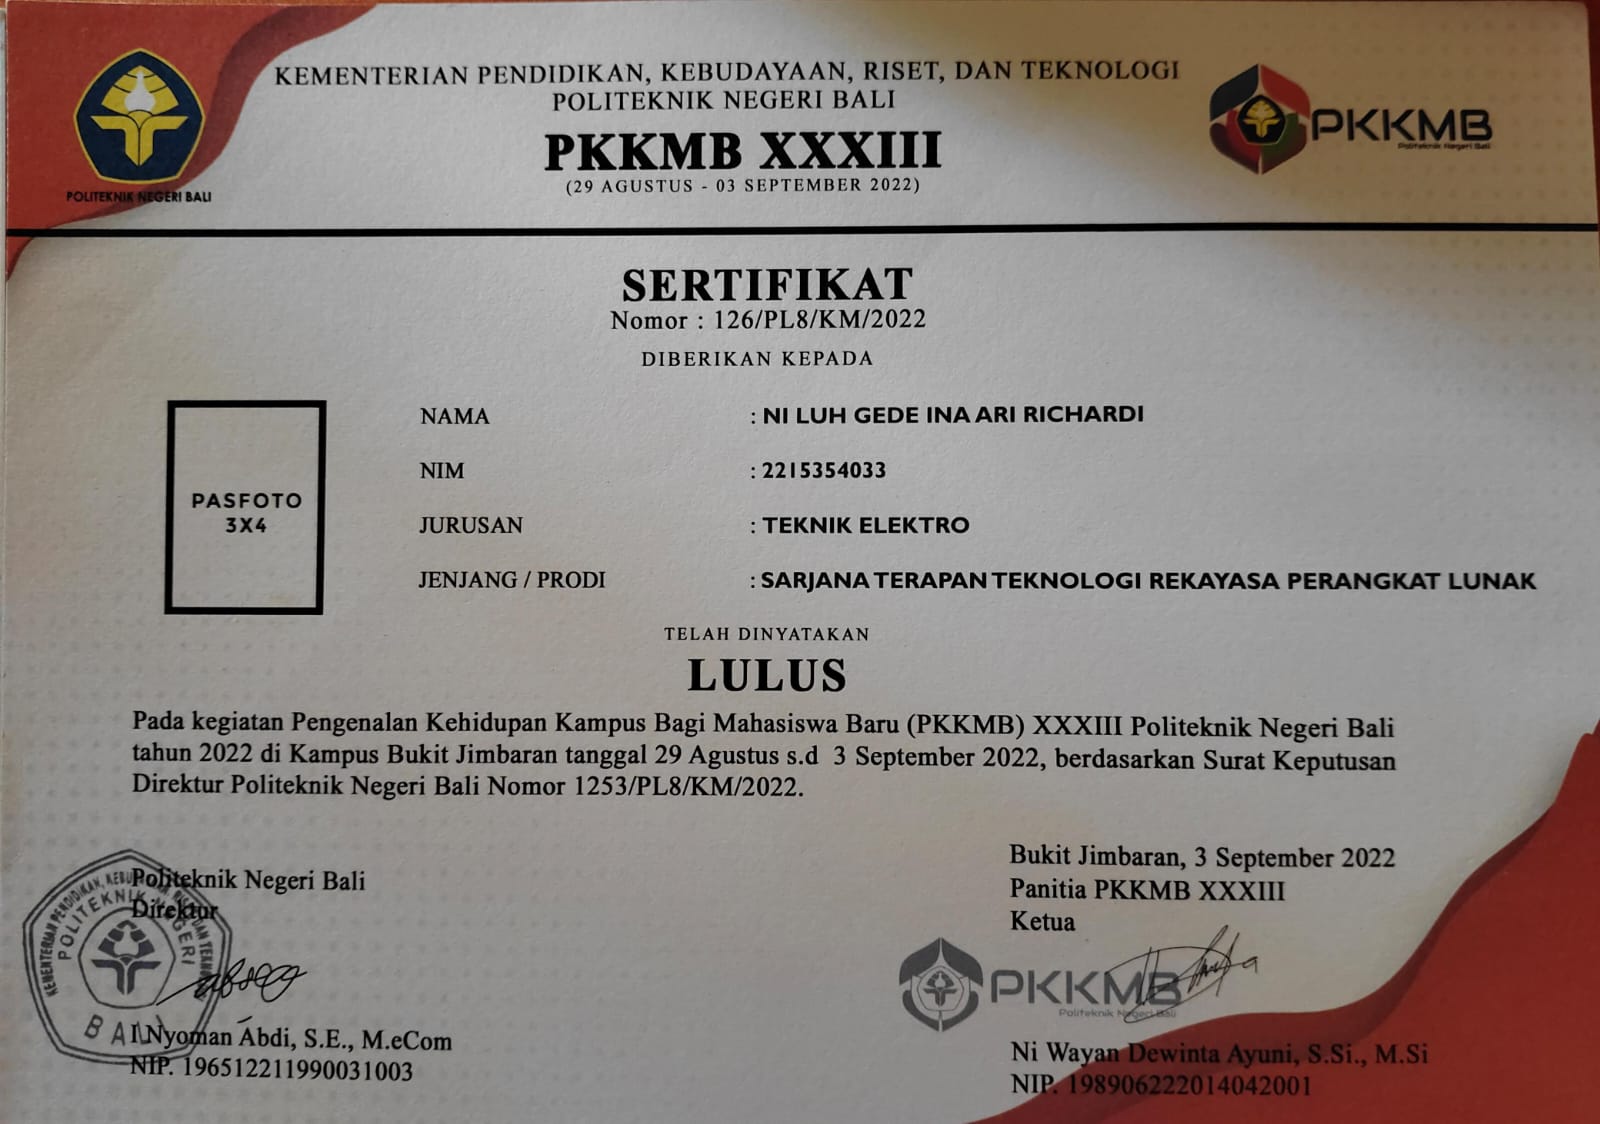 KEMENTERIAN PENDIDIKAN, KEBUDAYAAN, RISET, DAN TEKNOLOGI
POLITEKNIK NEGERI BALI
PKKMB XXXIII
(29 AGUSTUS - 03 SEPTEMBER 2022)
POLITEKNIK NEGERI BALI
PKKMB
Politeknik Negeri Bali
SERTIFIKAT
Nomor : 126/PL8/KM/2022
DIBERIKAN KEPADA
PASFOTO
3X4
NAMA : NI LUH GEDE INA ARI RICHARDI
NIM : 2215354033
JURUSAN : TEKNIK ELEKTRO
JENJANG / PRODI : SARJANA TERAPAN TEKNOLOGI REKAYASA PERANGKAT LUNAK
TELAH DINYATAKAN
LULUS
Pada kegiatan Pengenalan Kehidupan Kampus Bagi Mahasiswa Baru (PKKMB) XXXIII Politeknik Negeri Bali
tahun 2022 di Kampus Bukit Jimbaran tanggal 29 Agustus s.d 3 September 2022, berdasarkan Surat Keputusan
Direktur Politeknik Negeri Bali Nomor 1253/PL8/KM/2022.
Politeknik Negeri Bali
Direktur
KEMENTERIAN PENDIDIKAN,
POLITEKNIK NEGERI
BALI
I Nyoman Abdi, S.E., M.eCom
NIP. 196512211990031003
Bukit Jimbaran, 3 September 2022
Panitia PKKMB XXXIII
Ketua
PKKMB
Politeknik Negeri Bali
Ni Wayan Dewinta Ayuni, S.Si., M.Si
NIP. 198906222014042001